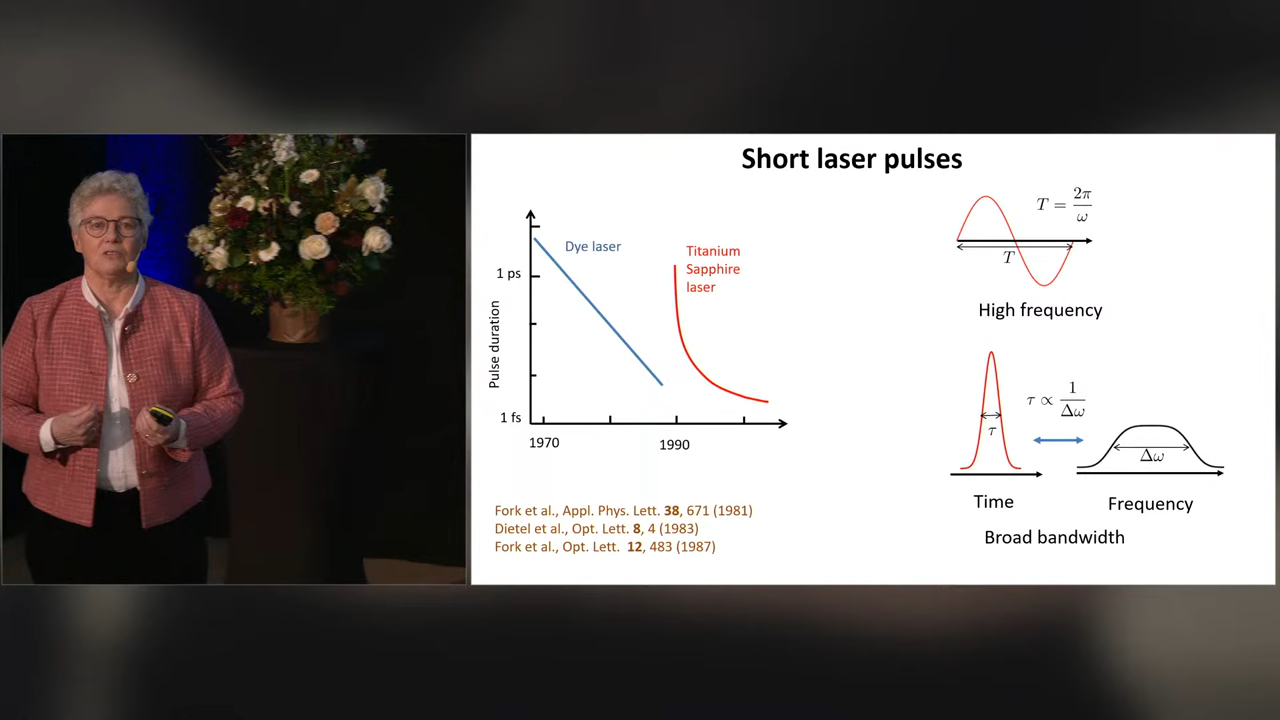 Short laser pulses
Pulse duration
1 ps
1 fs
1970
1990
Dye laser
Titanium
Sapphire
laser
Fork et al., Appl. Phys. Lett. 38, 671 (1981)
Dietel et al., Opt. Lett. 8, 4 (1983)
Fork et al., Opt. Lett. 12, 483 (1987)
T = 2π/ω
T
High frequency
τ ∝ 1/Δω
τ
Δω
Time
Frequency
Broad bandwidth